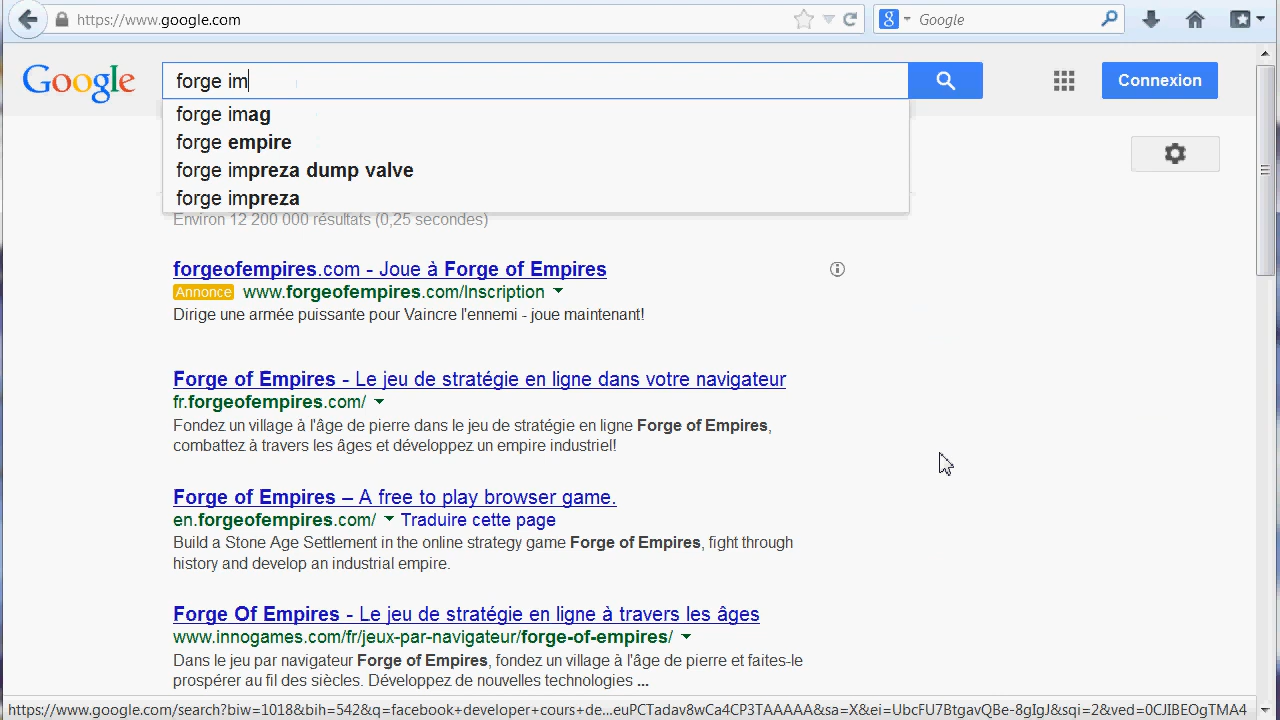 https://www.google.com
Google
Google
forge im
Connexion
forge imag
forge empire
forge impreza dump valve
forge impreza
Environ 12 200 000 résultats (0,25 secondes)
forgeofempires.com - Joue à Forge of Empires
Annonce www.forgeofempires.com/Inscription
Dirige une armée puissante pour Vaincre l'ennemi - joue maintenant!
Forge of Empires - Le jeu de stratégie en ligne dans votre navigateur
fr.forgeofempires.com/
Fondez un village à l'âge de pierre dans le jeu de stratégie en ligne Forge of Empires,
combattez à travers les âges et développez un empire industriel!
Forge of Empires – A free to play browser game.
en.forgeofempires.com/ Traduire cette page
Build a Stone Age Settlement in the online strategy game Forge of Empires, fight through
history and develop an industrial empire.
Forge Of Empires - Le jeu de stratégie en ligne à travers les âges
www.innogames.com/fr/jeux-par-navigateur/forge-of-empires/
Dans le jeu par navigateur Forge of Empires, fondez un village à l'âge de pierre et faites-le
prospérer au fil des siècles. Développez de nouvelles technologies ...
https://www.google.com/search?biw=1018&bih=542&q=facebook+developer+cours+de...euPCTadav8wCa4CP3TAAAAA&sa=X&ei=UbcFU7BtgavQBe-8gIgJ&sqi=2&ved=0CJIBEOgTMA4